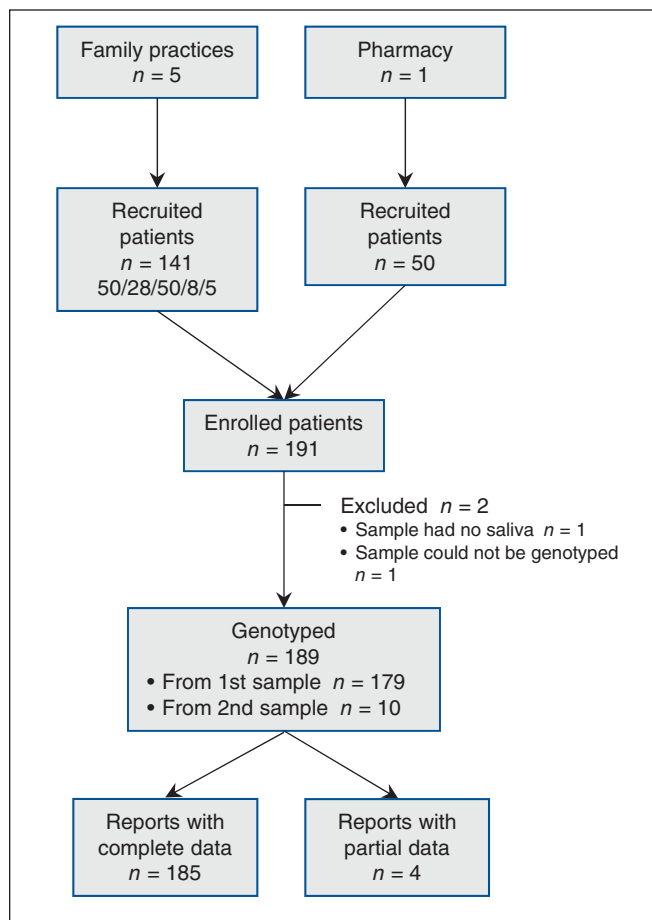 Family practices
n = 5
Pharmacy
n = 1
Recruited
patients
n = 141
50/28/50/8/5
Recruited
patients
n = 50
Enrolled patients
n = 191
Excluded n = 2
• Sample had no saliva n = 1
• Sample could not be genotyped
n = 1
Genotyped
n = 189
• From 1st sample n = 179
• From 2nd sample n = 10
Reports with
complete data
n = 185
Reports with
partial data
n = 4